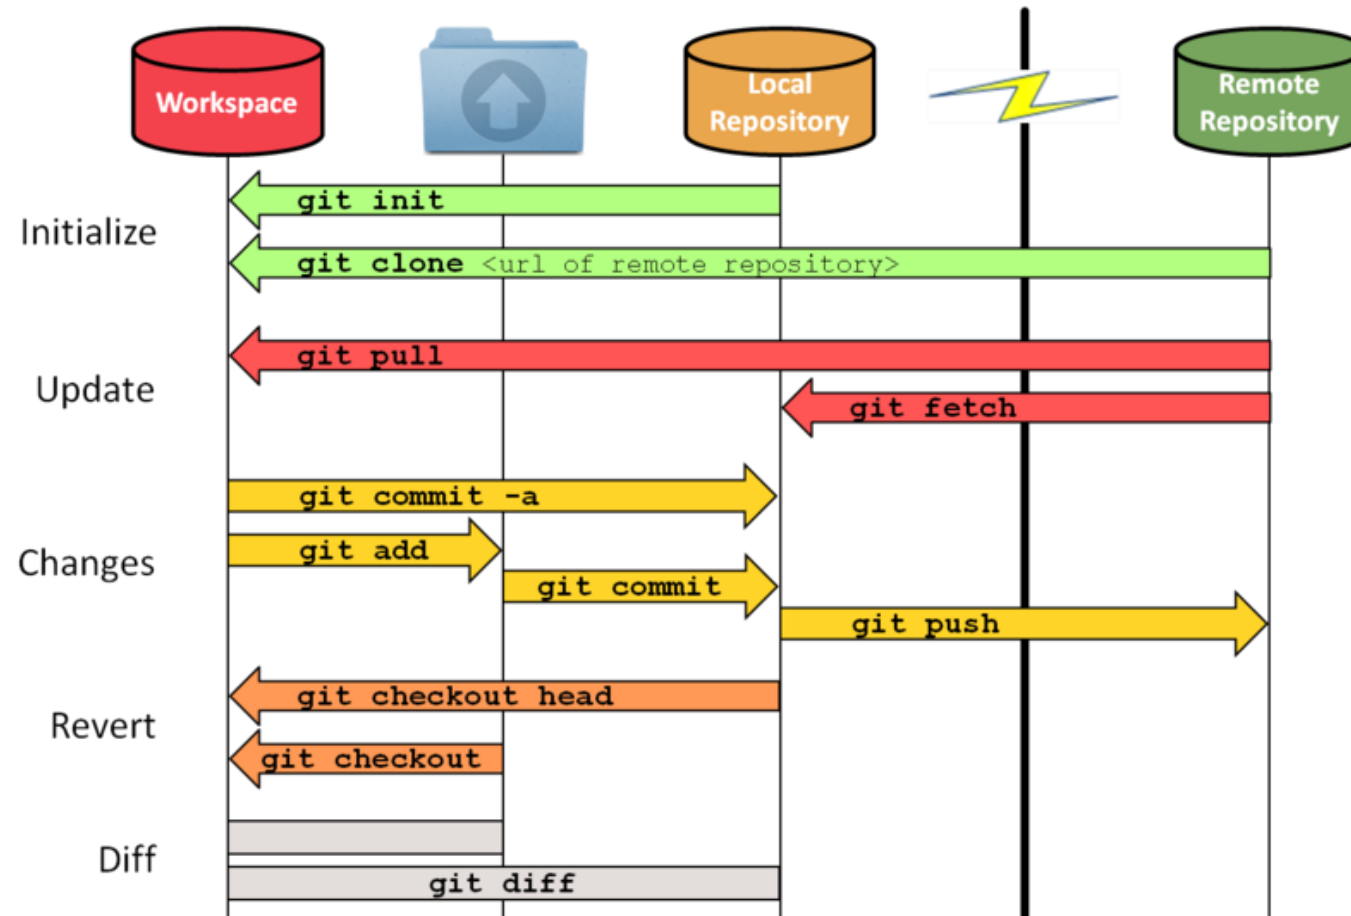 Workspace
Local
Repository
Remote
Repository
Initialize
git init
git clone <url of remote repository>
Update
git pull
git fetch
Changes
git commit -a
git add
git commit
git push
Revert
git checkout head
git checkout
Diff
git diff